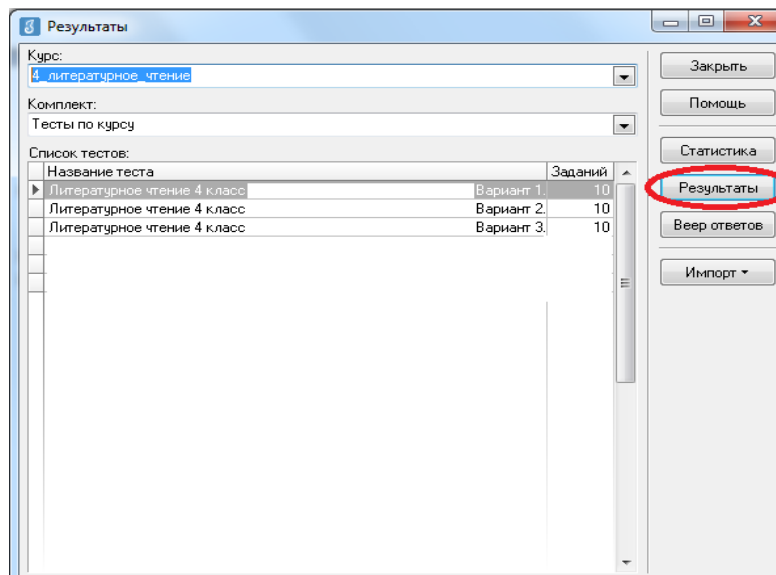 Результаты
Курс:
4_литературное_чтение
Комплект:
Тесты по курсу
Список тестов:
Название теста Заданий
Литературное чтение 4 класс Вариант 1. 10
Литературное чтение 4 класс Вариант 2. 10
Литературное чтение 4 класс Вариант 3. 10
Закрыть
Помощь
Статистика
Результаты
Веер ответов
Импорт